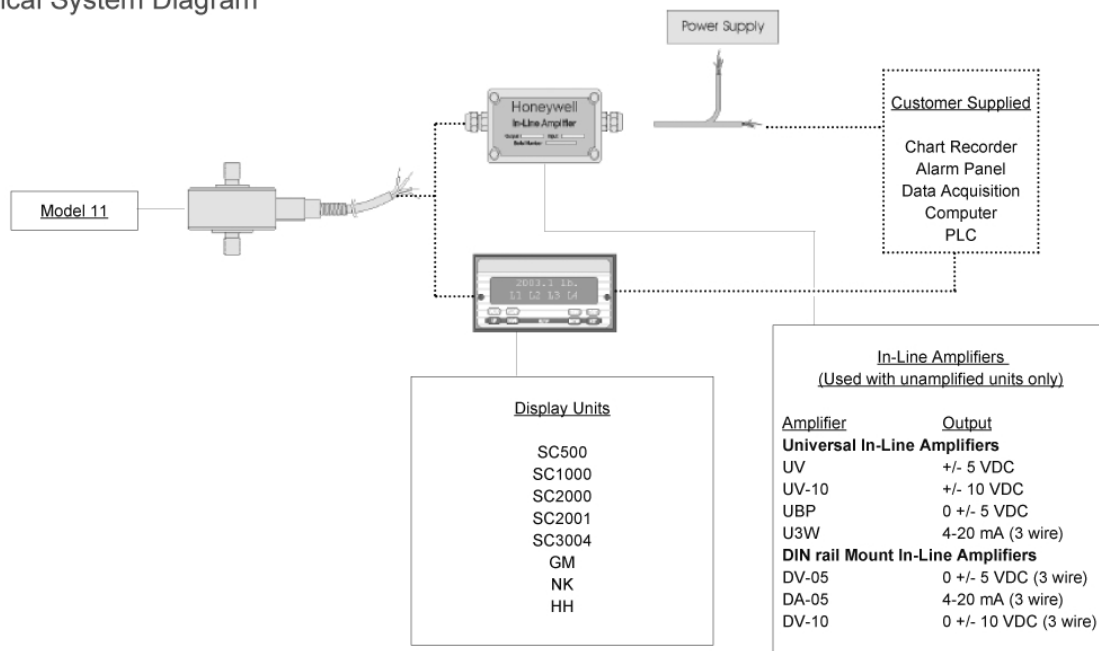 ical System Diagram
Power Supply
Honeywell
In-Line Amplifier
Output
Input
Serial Number
Customer Supplied
Chart Recorder
Alarm Panel
Data Acquisition
Computer
PLC
Model 11
2003.1 lb.
L1 L2 L3 L4
Display Units
SC500
SC1000
SC2000
SC2001
SC3004
GM
NK
HH
In-Line Amplifiers
(Used with unamplified units only)
Amplifier Output
Universal In-Line Amplifiers
UV +/- 5 VDC
UV-10 +/- 10 VDC
UBP 0 +/- 5 VDC
U3W 4-20 mA (3 wire)
DIN rail Mount In-Line Amplifiers
DV-05 0 +/- 5 VDC (3 wire)
DA-05 4-20 mA (3 wire)
DV-10 0 +/- 10 VDC (3 wire)